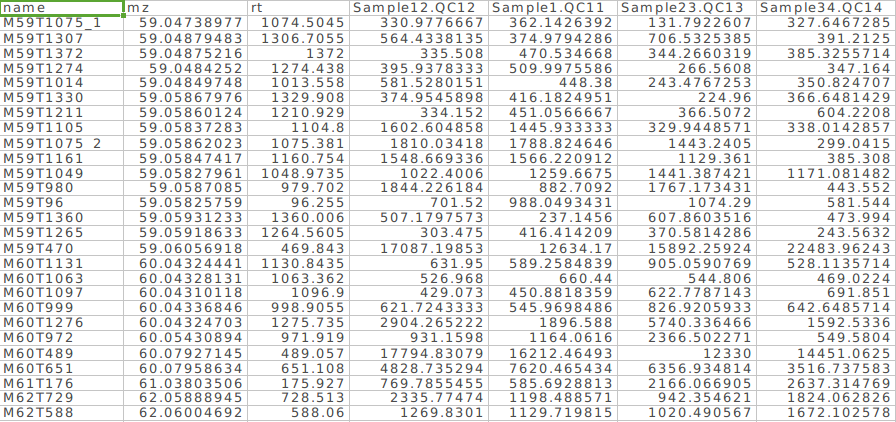 name mz rt Sample12.QC12 Sample1.QC11 Sample23.QC13 Sample34.QC14
M59T1075_1 59.04738977 1074.5045 330.9776667 362.1426392 131.7922607 327.6467285
M59T1307 59.04879483 1306.7055 564.4338135 374.9794286 706.5325385 391.2125
M59T1372 59.04875216 1372 335.508 470.534668 344.2660319 385.3255714
M59T1274 59.0484252 1274.438 395.9378333 509.9975586 266.5608 347.164
M59T1014 59.04849748 1013.558 581.5280151 448.38 243.4767253 350.824707
M59T1330 59.05867976 1329.908 374.9545898 416.1824951 224.96 366.6481429
M59T1211 59.05860124 1210.929 334.152 451.0566667 366.5072 604.2208
M59T1105 59.05837283 1104.8 1602.604858 1445.933333 329.9448571 338.0142857
M59T1075_2 59.05862023 1075.381 1810.03418 1788.824646 1443.2405 299.0415
M59T1161 59.05847417 1160.754 1548.669336 1566.220912 1129.361 385.308
M59T1049 59.05827961 1048.9735 1022.4006 1259.6675 1441.387421 1171.081482
M59T980 59.0587085 979.702 1844.226184 882.7092 1767.173431 443.552
M59T96 59.05825759 96.255 701.52 988.0493431 1074.29 581.544
M59T1360 59.05931233 1360.006 507.1797573 237.1456 607.8603516 473.994
M59T1265 59.05918633 1264.5605 303.475 416.414209 370.5814286 243.5632
M59T470 59.06056918 469.843 17087.19853 12634.17 15892.25924 22483.96243
M60T1131 60.04324441 1130.8435 631.95 589.2584839 905.0590769 528.1135714
M60T1063 60.04328131 1063.362 526.968 660.44 544.806 469.0224
M60T1097 60.04310118 1096.9 429.073 450.8818359 622.7787143 691.851
M60T999 60.04336846 998.9055 621.7243333 545.9698486 826.9205933 642.6485714
M60T1276 60.04324703 1275.735 2904.265222 1896.588 5740.336466 1592.5336
M60T972 60.05430894 971.919 931.1598 1164.0616 2366.502271 549.5804
M60T489 60.07927145 489.057 17794.83079 16212.46493 12330 14451.0625
M60T651 60.07958634 651.108 4828.735294 7620.465434 6356.934814 3516.737583
M61T176 61.03803506 175.927 769.7855455 585.6928813 2166.066905 2637.314769
M62T729 62.05888945 728.513 2335.77474 1198.488571 942.354621 1824.062826
M62T588 62.06004692 588.06 1269.8301 1129.719815 1020.490567 1672.102578